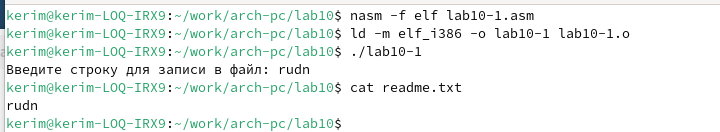 kerim@kerim-LOQ-IRX9:~/work/arch-pc/lab10$ nasm -f elf lab10-1.asm
kerim@kerim-LOQ-IRX9:~/work/arch-pc/lab10$ ld -m elf_i386 -o lab10-1 lab10-1.o
kerim@kerim-LOQ-IRX9:~/work/arch-pc/lab10$ ./lab10-1
Введите строку для записи в файл: rudn
kerim@kerim-LOQ-IRX9:~/work/arch-pc/lab10$ cat readme.txt
rudn
kerim@kerim-LOQ-IRX9:~/work/arch-pc/lab10$